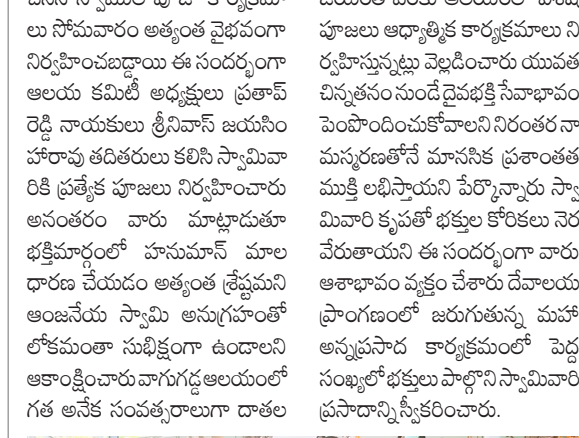 లు సోమవారం అత్యంత వైభవంగా
నిర్వహించబడ్డాయి ఈ సందర్భంగా
ఆలయ కమిటీ అధ్యక్షులు ప్రతాప్
రెడ్డి నాయకులు శ్రీనివాస్ జయసిం
హారావు తదితరులు కలిసి స్వామివా
రికి ప్రత్యేక పూజలు నిర్వహించారు
అనంతరం వారు మాట్లాడుతూ
భక్తిమార్గంలో హనుమాన్ మాల
ధారణ చేయడం అత్యంత శ్రేష్టమని
ఆంజనేయ స్వామి అనుగ్రహంతో
లోకమంతా సుభిక్షంగా ఉండాలని
ఆకాంక్షించారు వాగుగడ్డ ఆలయంలో
గత అనేక సంవత్సరాలుగా దాతల
పూజలు ఆధ్యాత్మిక కార్యక్రమాలు ని
ర్వహిస్తున్నట్లు వెల్లడించారు యువత
చిన్నతనం నుండే దైవభక్తి సేవాభావం
పెంపొందించుకోవాలని నిరంతర నా
మస్మరణతోనే మానసిక ప్రశాంతత
ముక్తి లభిస్తాయని పేర్కొన్నారు స్వా
మివారి కృపతో భక్తుల కోరికలు నెర
వేరుతాయని ఈ సందర్భంగా వారు
ఆశాభావం వ్యక్తం చేశారు దేవాలయ
ప్రాంగణంలో జరుగుతున్న మహా
అన్నప్రసాద కార్యక్రమంలో పెద్ద
సంఖ్యలో భక్తులు పాల్గొని స్వామివారి
ప్రసాదాన్ని స్వీకరించారు.